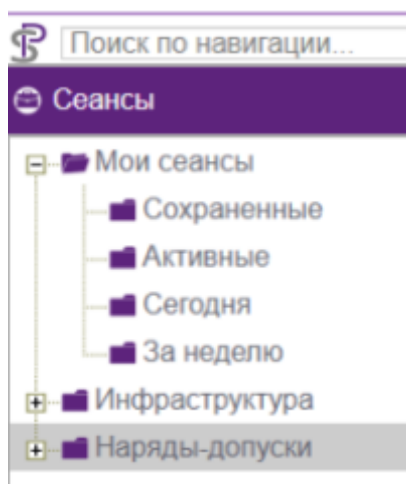 Поиск по навигации...
Сеансы
Мои сеансы
Сохраненные
Активные
Сегодня
За неделю
Инфраструктура
Наряды-допуски